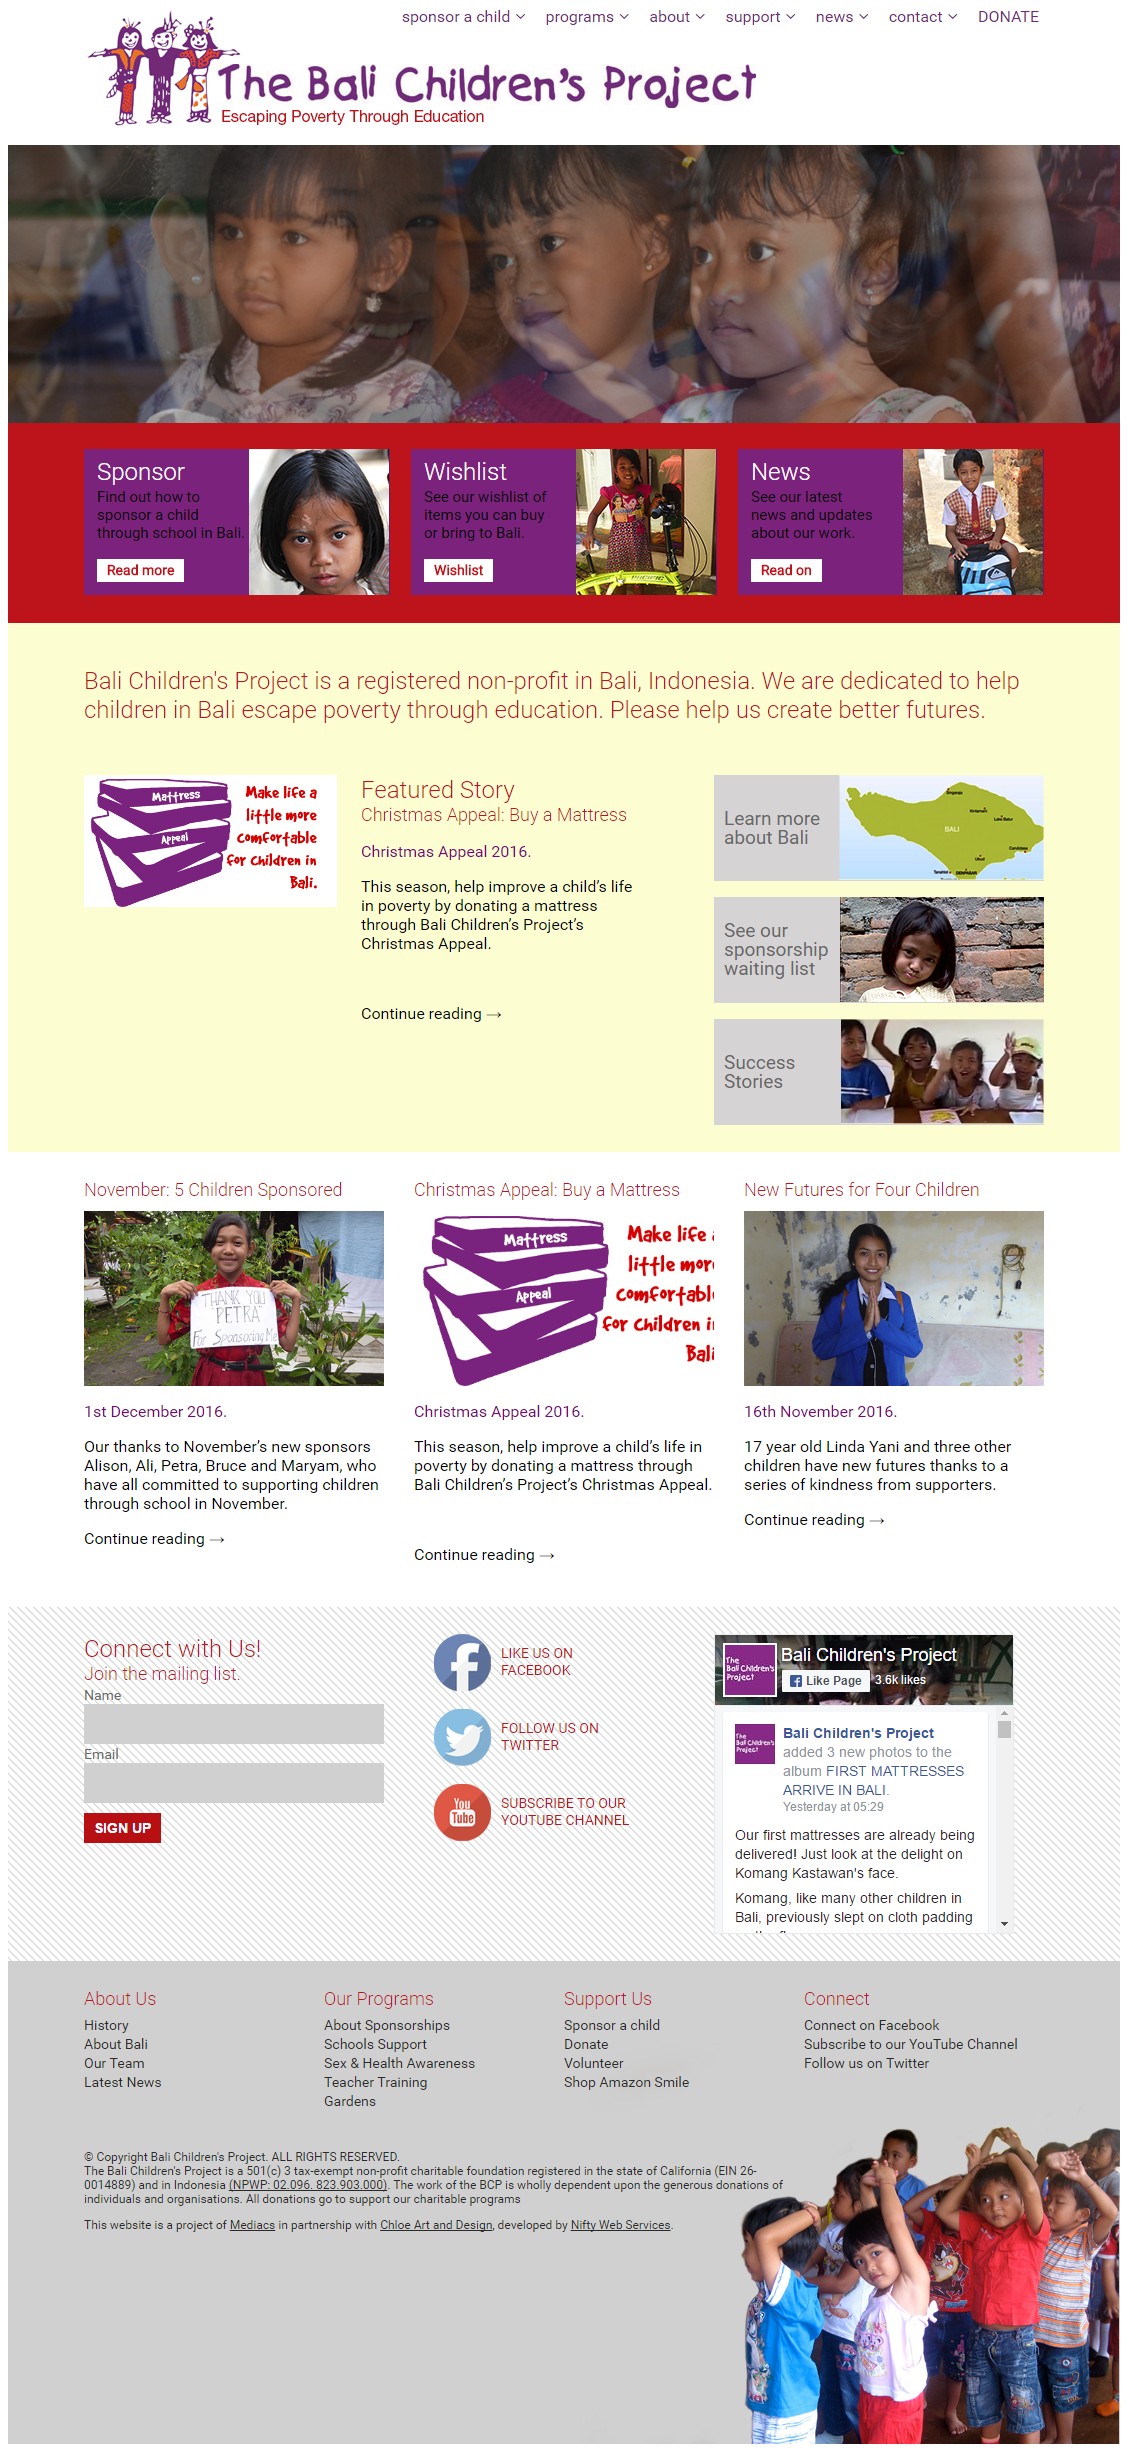 sponsor a child
programs
about
support
news
contact
DONATE
The Bali Children's Project
Escaping Poverty Through Education
Sponsor
Find out how to
sponsor a child
through school in Bali.
Read more
Wishlist
See our wishlist of
items you can buy
or bring to Bali.
Wishlist
PACIFIC
News
See our latest
news and updates
about our work.
Read on
Bali Children's Project is a registered non-profit in Bali, Indonesia. We are dedicated to help
children in Bali escape poverty through education. Please help us create better futures.
Mattress
Appeal
Make life a
little more
comfortable
for children in
Bali.
Featured Story
Christmas Appeal: Buy a Mattress
Christmas Appeal 2016.
This season, help improve a child’s life
in poverty by donating a mattress
through Bali Children’s Project’s
Christmas Appeal.
Continue reading →
Learn more
about Bali
BALI
Singaraja
Kintamani
Lake Batur
Candidasa
Ubud
Tanahlot
DENPASAR
See our
sponsorship
waiting list
Success
Stories
November: 5 Children Sponsored
THANK YOU
"PETRA"
For Sponsoring Me
1st December 2016.
Our thanks to November’s new sponsors
Alison, Ali, Petra, Bruce and Maryam, who
have all committed to supporting children
through school in November.
Continue reading →
Christmas Appeal: Buy a Mattress
Mattress
Appeal
Make life
little mor
comfortabl
for children i
Bali
Christmas Appeal 2016.
This season, help improve a child’s life in
poverty by donating a mattress through
Bali Children’s Project’s Christmas Appeal.
Continue reading →
New Futures for Four Children
16th November 2016.
17 year old Linda Yani and three other
children have new futures thanks to a
series of kindness from supporters.
Continue reading →
Connect with Us!
Join the mailing list.
Name
Email
SIGN UP
LIKE US ON
FACEBOOK
FOLLOW US ON
TWITTER
You
Tube
SUBSCRIBE TO OUR
YOUTUBE CHANNEL
The
Bali Children's
Project
Bali Children's Project
Like Page
3.6k likes
The
Bali Children's
Project
Bali Children's Project
added 3 new photos to the
album FIRST MATTRESSES
ARRIVE IN BALI.
Yesterday at 05:29
Our first mattresses are already being
delivered! Just look at the delight on
Komang Kastawan's face.
Komang, like many other children in
Bali, previously slept on cloth padding
About Us
History
About Bali
Our Team
Latest News
Our Programs
About Sponsorships
Schools Support
Sex & Health Awareness
Teacher Training
Gardens
Support Us
Sponsor a child
Donate
Volunteer
Shop Amazon Smile
Connect
Connect on Facebook
Subscribe to our YouTube Channel
Follow us on Twitter
© Copyright Bali Children's Project. ALL RIGHTS RESERVED.
The Bali Children's Project is a 501(c) 3 tax-exempt non-profit charitable foundation registered in the state of California (EIN 26-
0014889) and in Indonesia (NPWP: 02.096. 823.903.000). The work of the BCP is wholly dependent upon the generous donations of
individuals and organisations. All donations go to support our charitable programs
This website is a project of Mediacs in partnership with Chloe Art and Design, developed by Nifty Web Services.